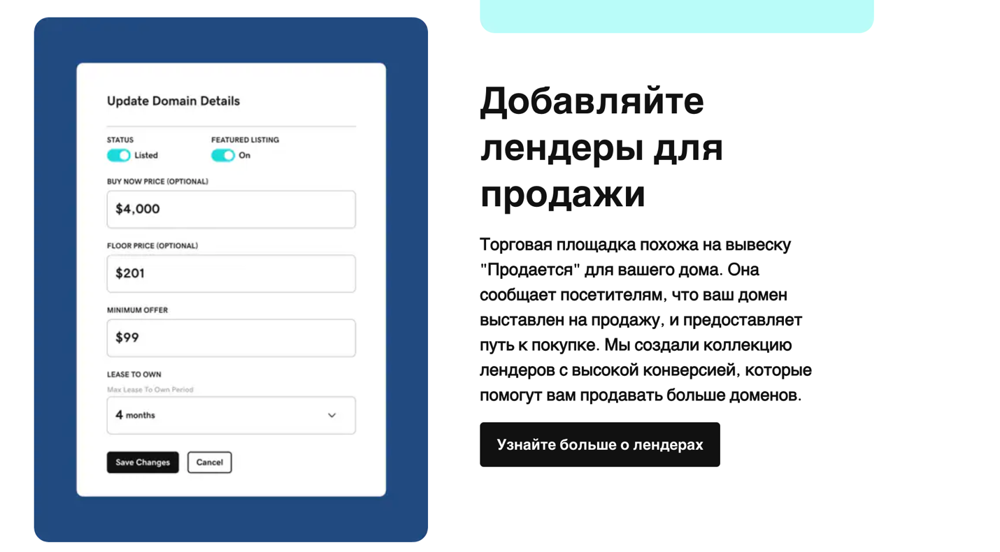 Update Domain Details
STATUS
FEATURED LISTING
Listed
On
BUY NOW PRICE (OPTIONAL)
$4,000
FLOOR PRICE (OPTIONAL)
$201
MINIMUM OFFER
$99
LEASE TO OWN
Max Lease To Own Period
4 months
Save Changes
Cancel
Добавляйте
лендеры для
продажи
Торговая площадка похожа на вывеску
"Продается" для вашего дома. Она
сообщает посетителям, что ваш домен
выставлен на продажу, и предоставляет
путь к покупке. Мы создали коллекцию
лендеров с высокой конверсией, которые
помогут вам продавать больше доменов.
Узнайте больше о лендерах